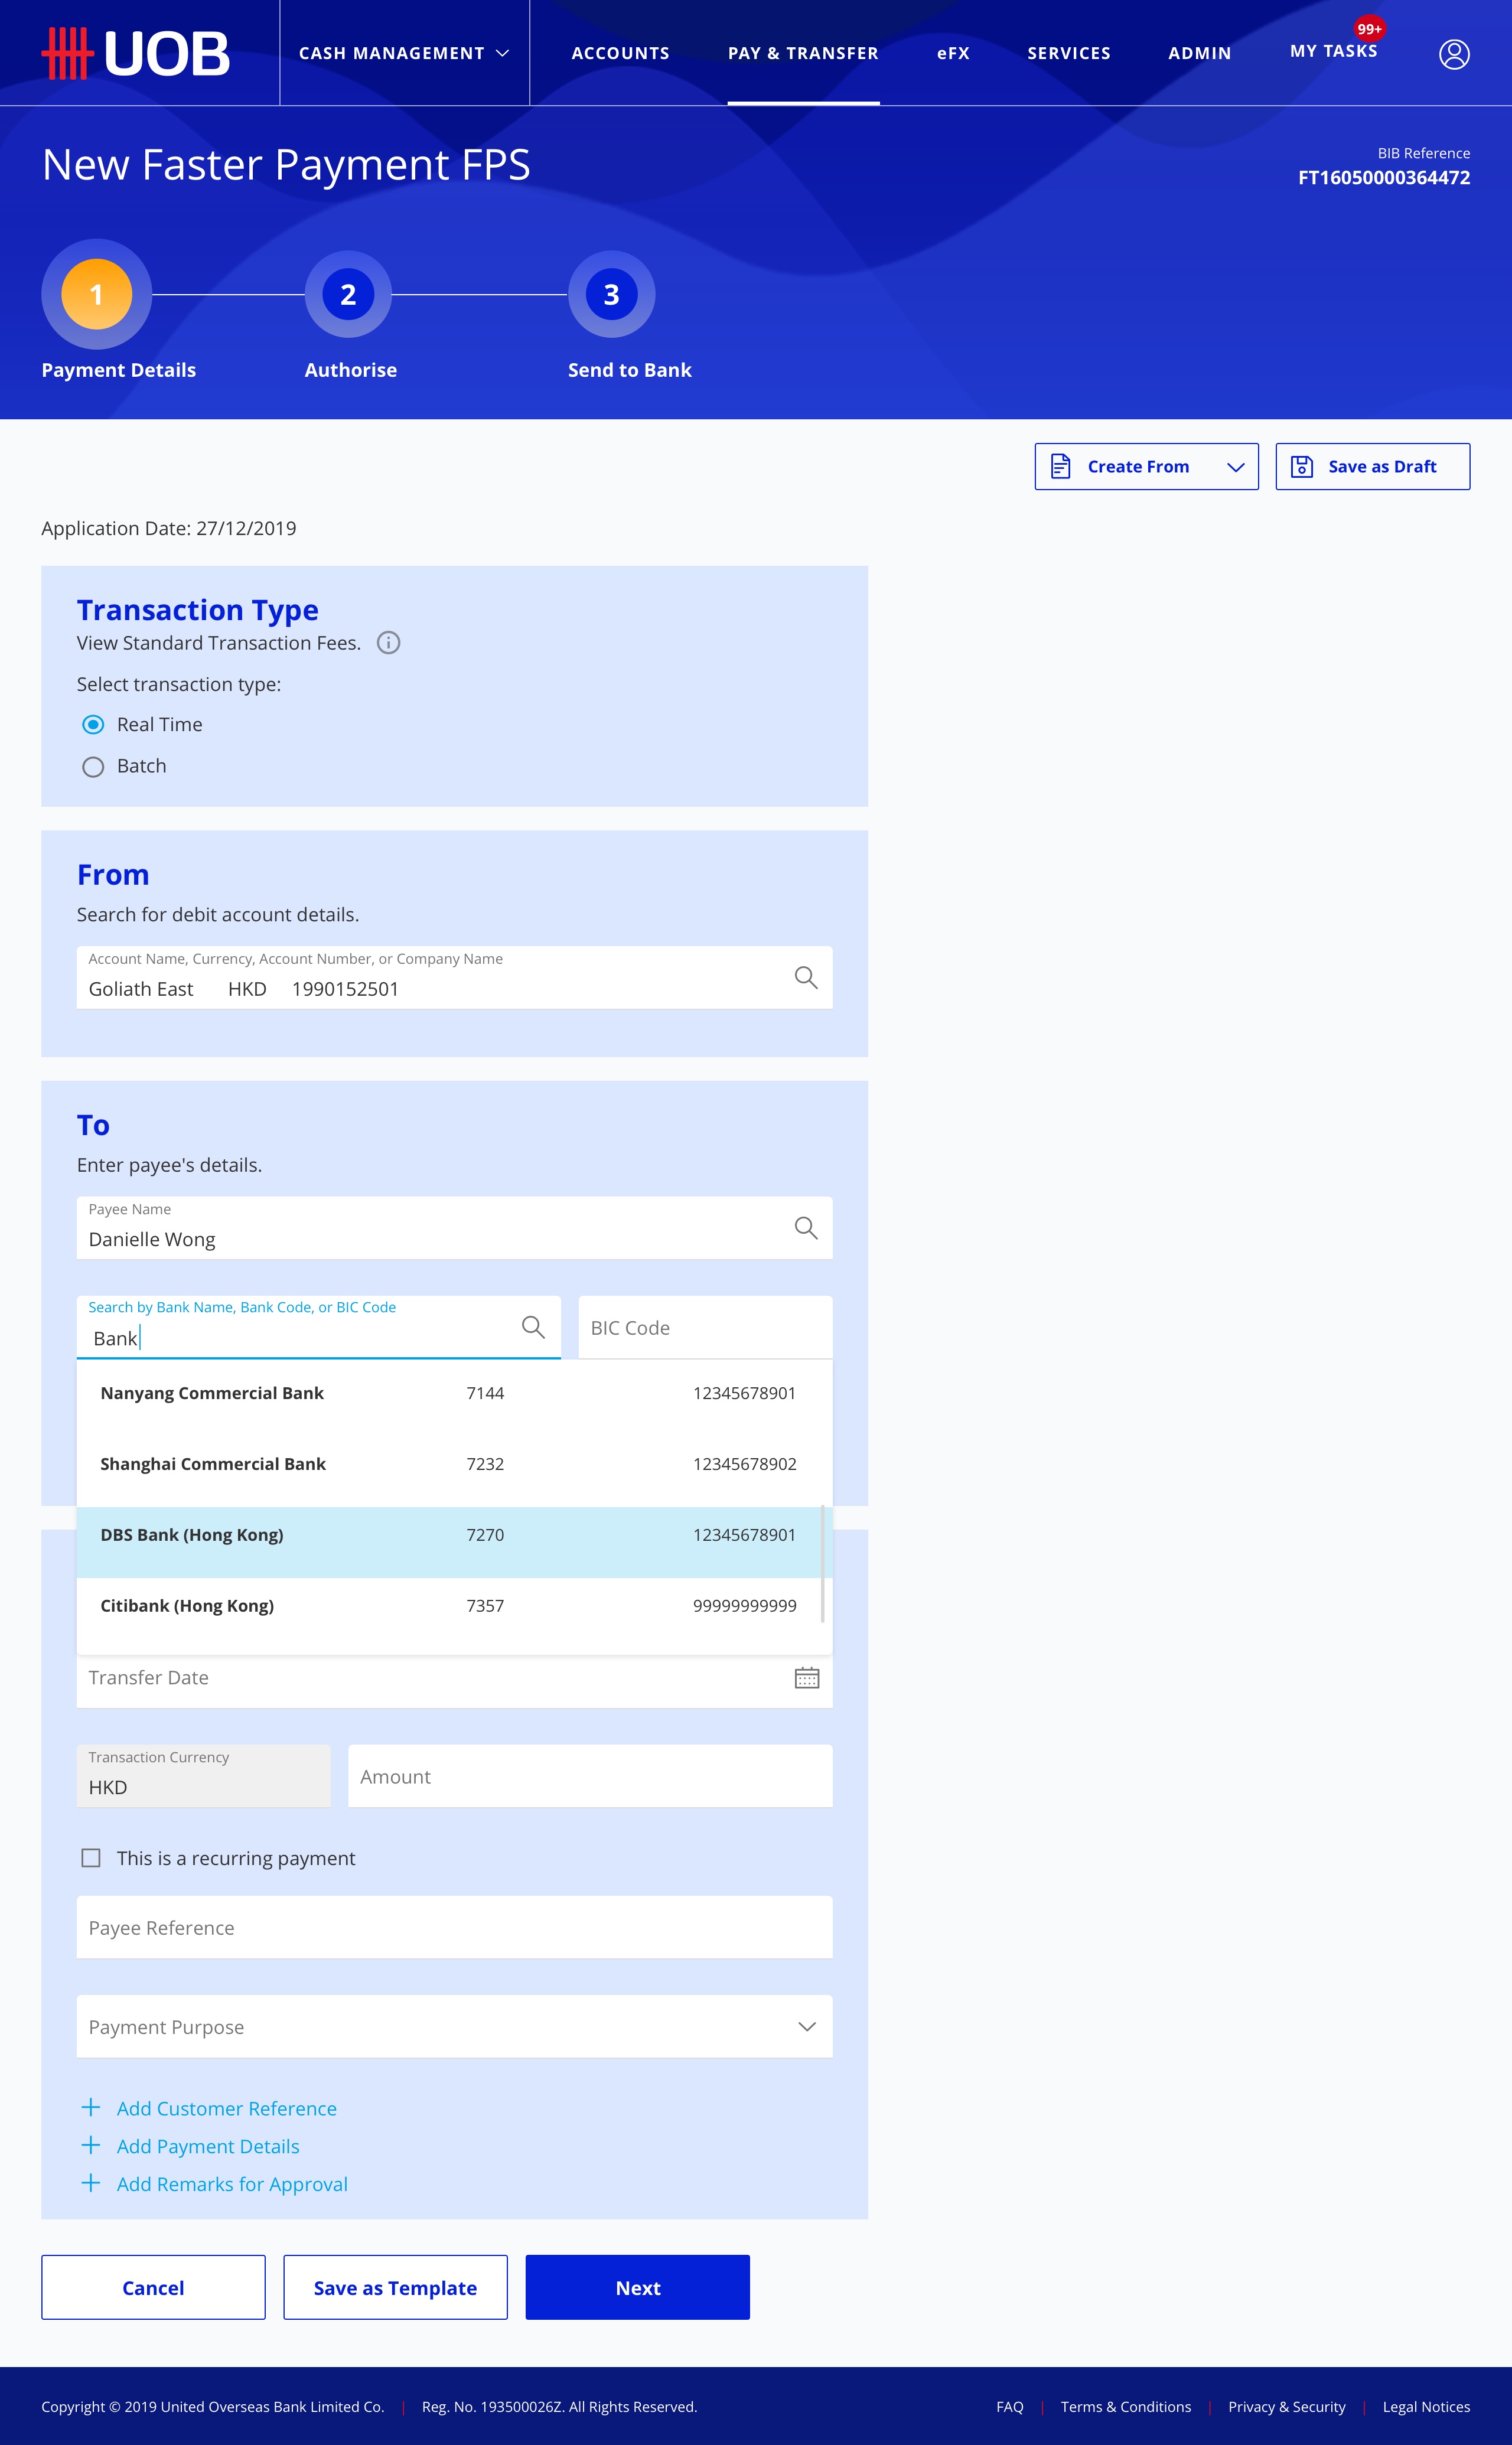 UOB
CASH MANAGEMENT
ACCOUNTS
PAY & TRANSFER
eFX
SERVICES
ADMIN
MY TASKS
99+
New Faster Payment FPS
BIB Reference
FT16050000364472
1
2
3
Payment Details
Authorise
Send to Bank
Create From
Save as Draft
Application Date: 27/12/2019
Transaction Type
View Standard Transaction Fees.
Select transaction type:
Real Time
Batch
From
Search for debit account details.
Account Name, Currency, Account Number, or Company Name
Goliath East HKD 1990152501
To
Enter payee's details.
Payee Name
Danielle Wong
Search by Bank Name, Bank Code, or BIC Code
Bank
BIC Code
Nanyang Commercial Bank 7144 12345678901
Shanghai Commercial Bank 7232 12345678902
DBS Bank (Hong Kong) 7270 12345678901
Citibank (Hong Kong) 7357 99999999999
Transfer Date
Transaction Currency
HKD
Amount
This is a recurring payment
Payee Reference
Payment Purpose
Add Customer Reference
Add Payment Details
Add Remarks for Approval
Cancel
Save as Template
Next
Copyright © 2019 United Overseas Bank Limited Co. | Reg. No. 193500026Z. All Rights Reserved.
FAQ | Terms & Conditions | Privacy & Security | Legal Notices